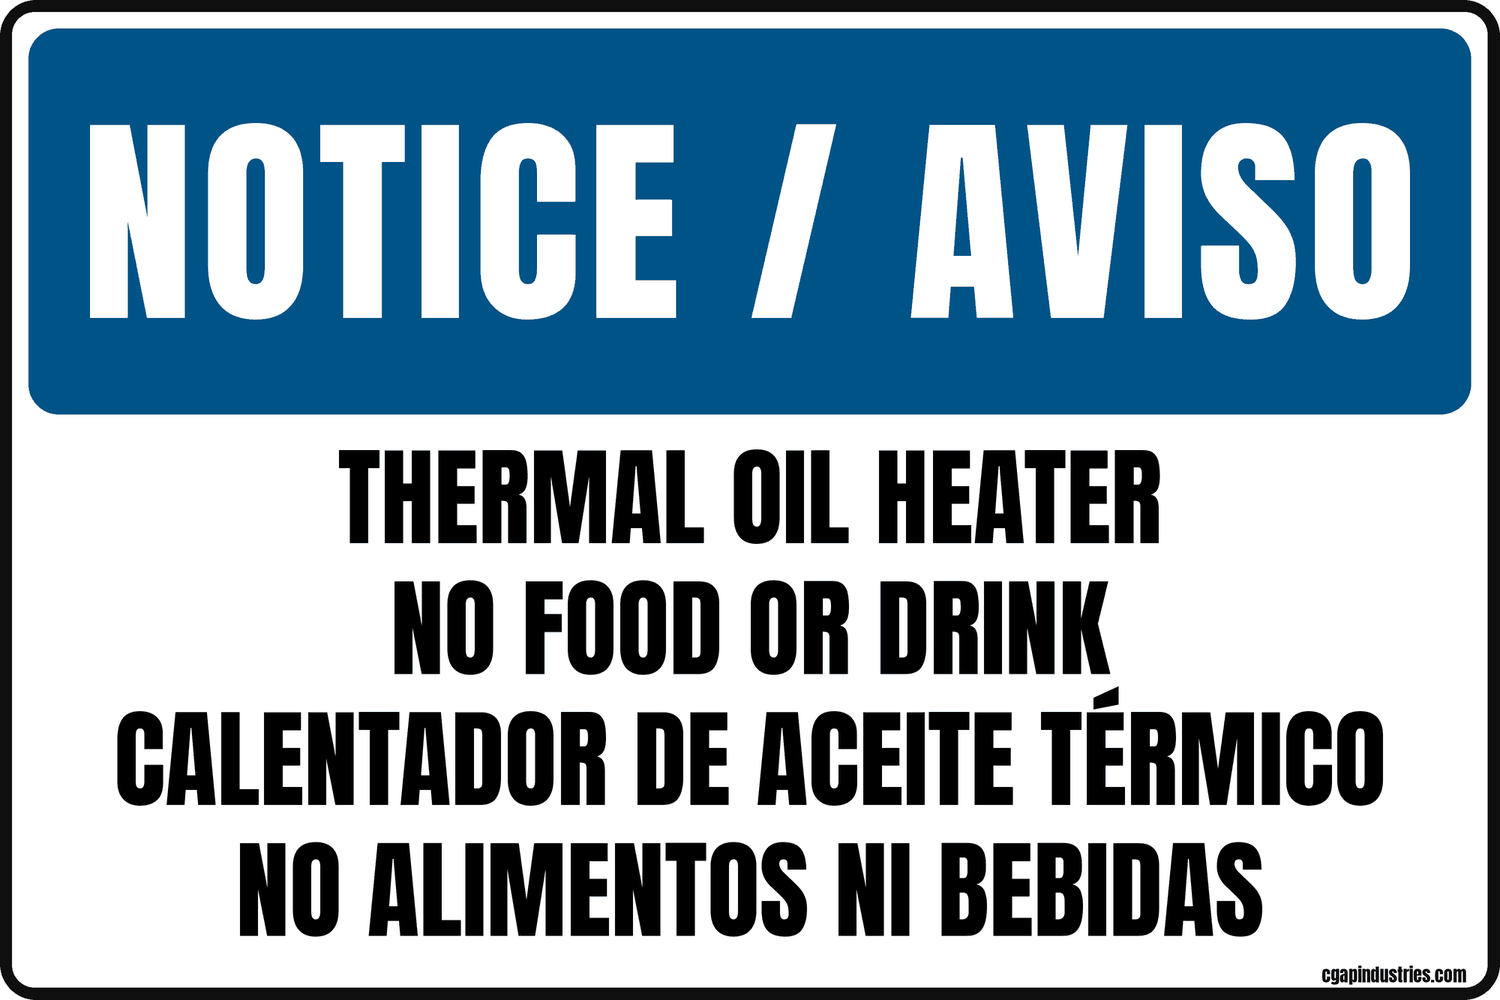 NOTICE / AVISO
THERMAL OIL HEATER
NO FOOD OR DRINK
CALENTADOR DE ACEITE TÉRMICO
NO ALIMENTOS NI BEBIDAS
cgapindustries.com